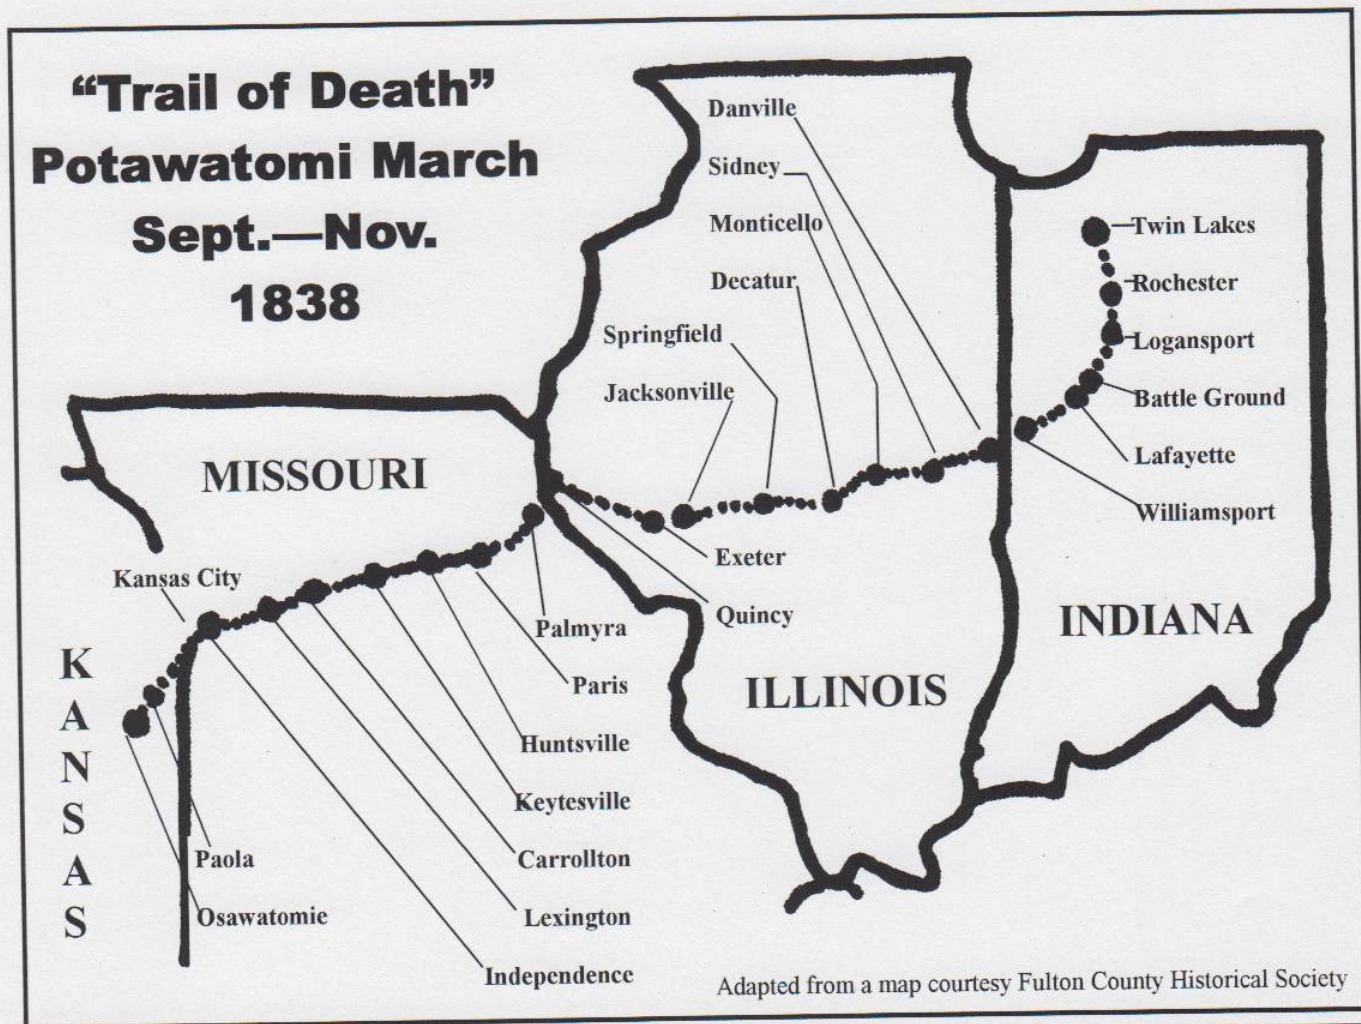 “Trail of Death”
Potawatomi March
Sept.—Nov.
1838
Danville
Sidney
Monticello
Decatur
Springfield
Jacksonville
Twin Lakes
Rochester
Logansport
Battle Ground
Lafayette
Williamsport
MISSOURI
Exeter
Quincy
Kansas City
Palmyra
Paris
Huntsville
Keytesville
Carrollton
Lexington
Independence
INDIANA
ILLINOIS
KANSAS
Paola
Osawatomie
Adapted from a map courtesy Fulton County Historical Society